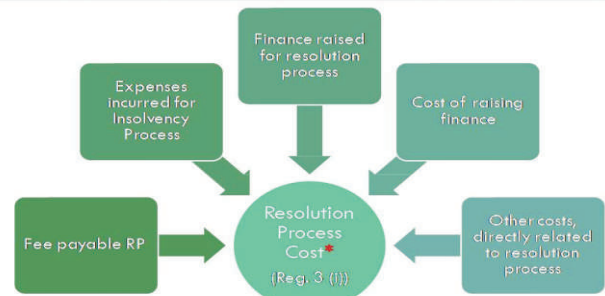 Finance raised
for resolution
process
Expenses
incurred for
Insolvency
Process
Cost of raising
finance
Fee payable RP
Resolution
Process
Cost*
(Reg. 3 (i))
Other costs,
directly related
to resolution
process